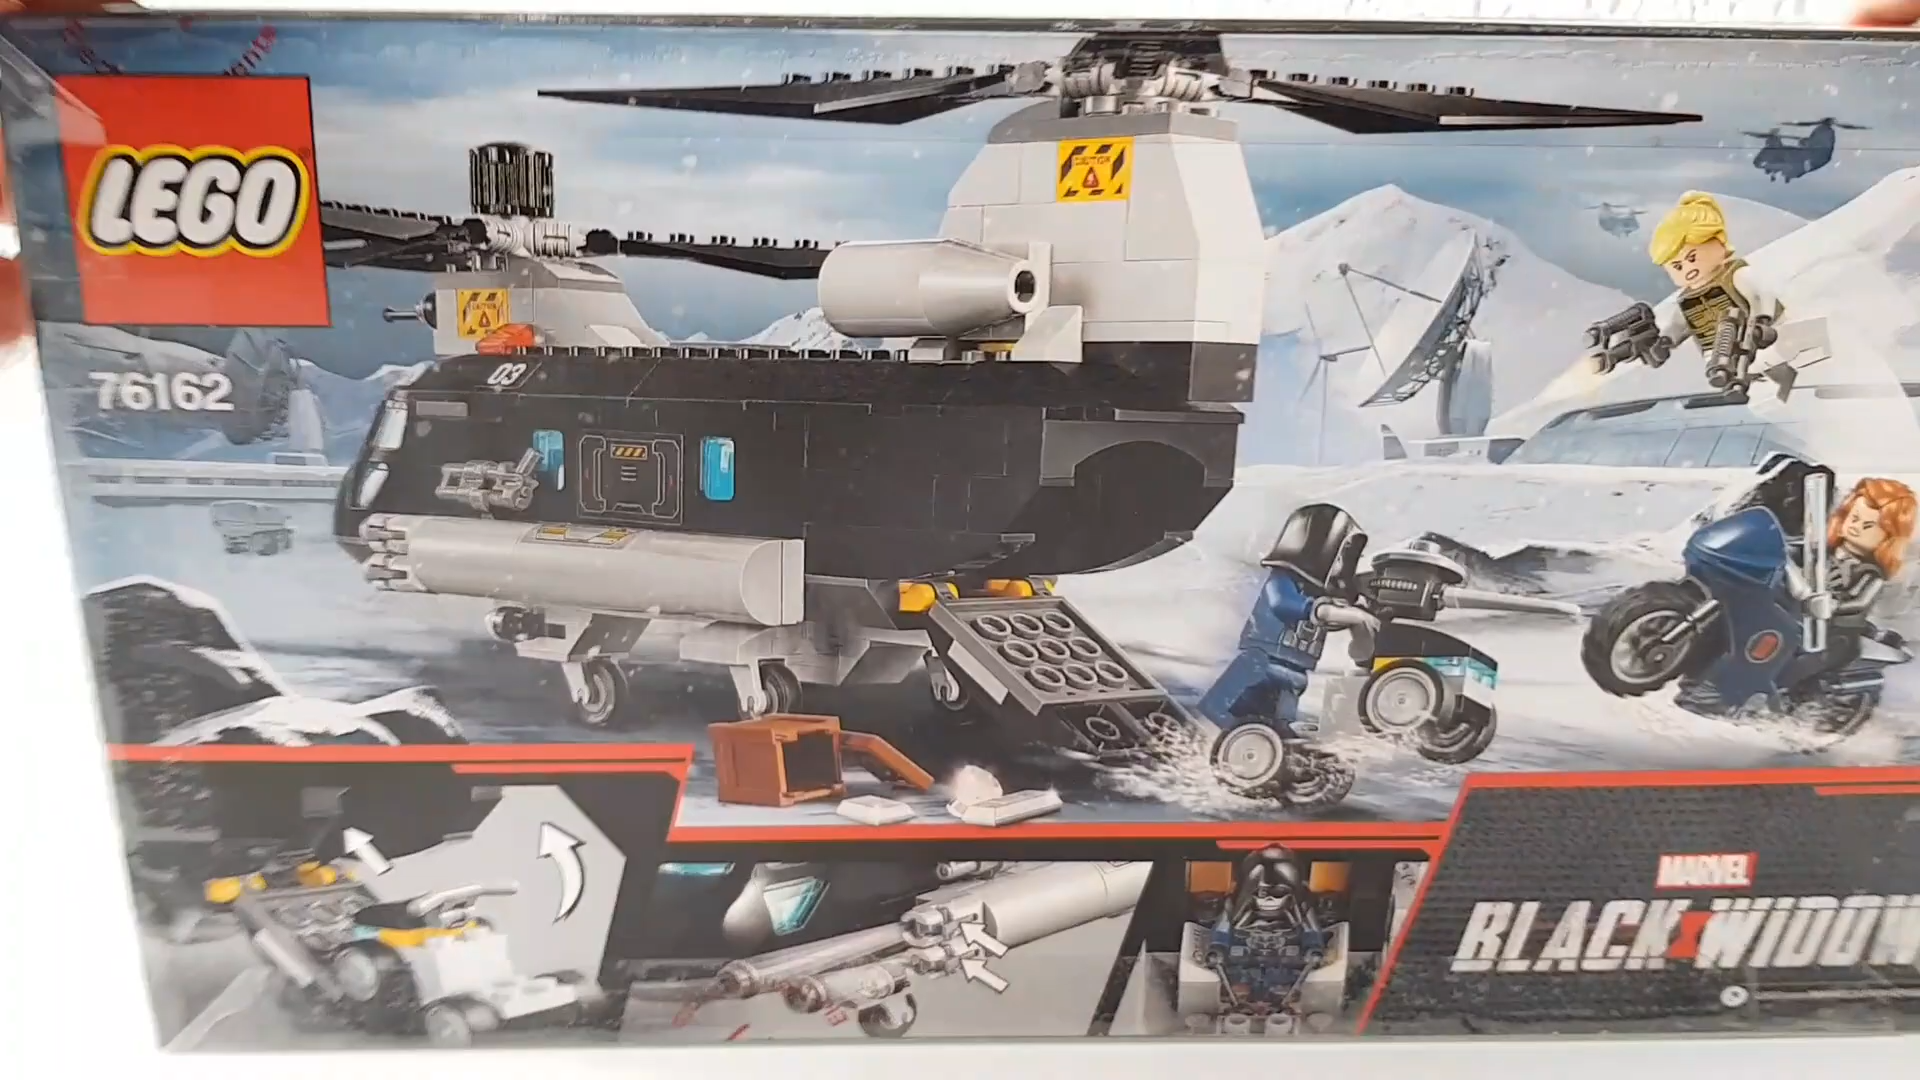 LEGO
CAUTION
CAUTION
03
76162
MARVEL
BLACK WIDOW